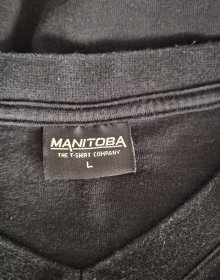 MANITOBA
THE T-SHIRT COMPANY
L